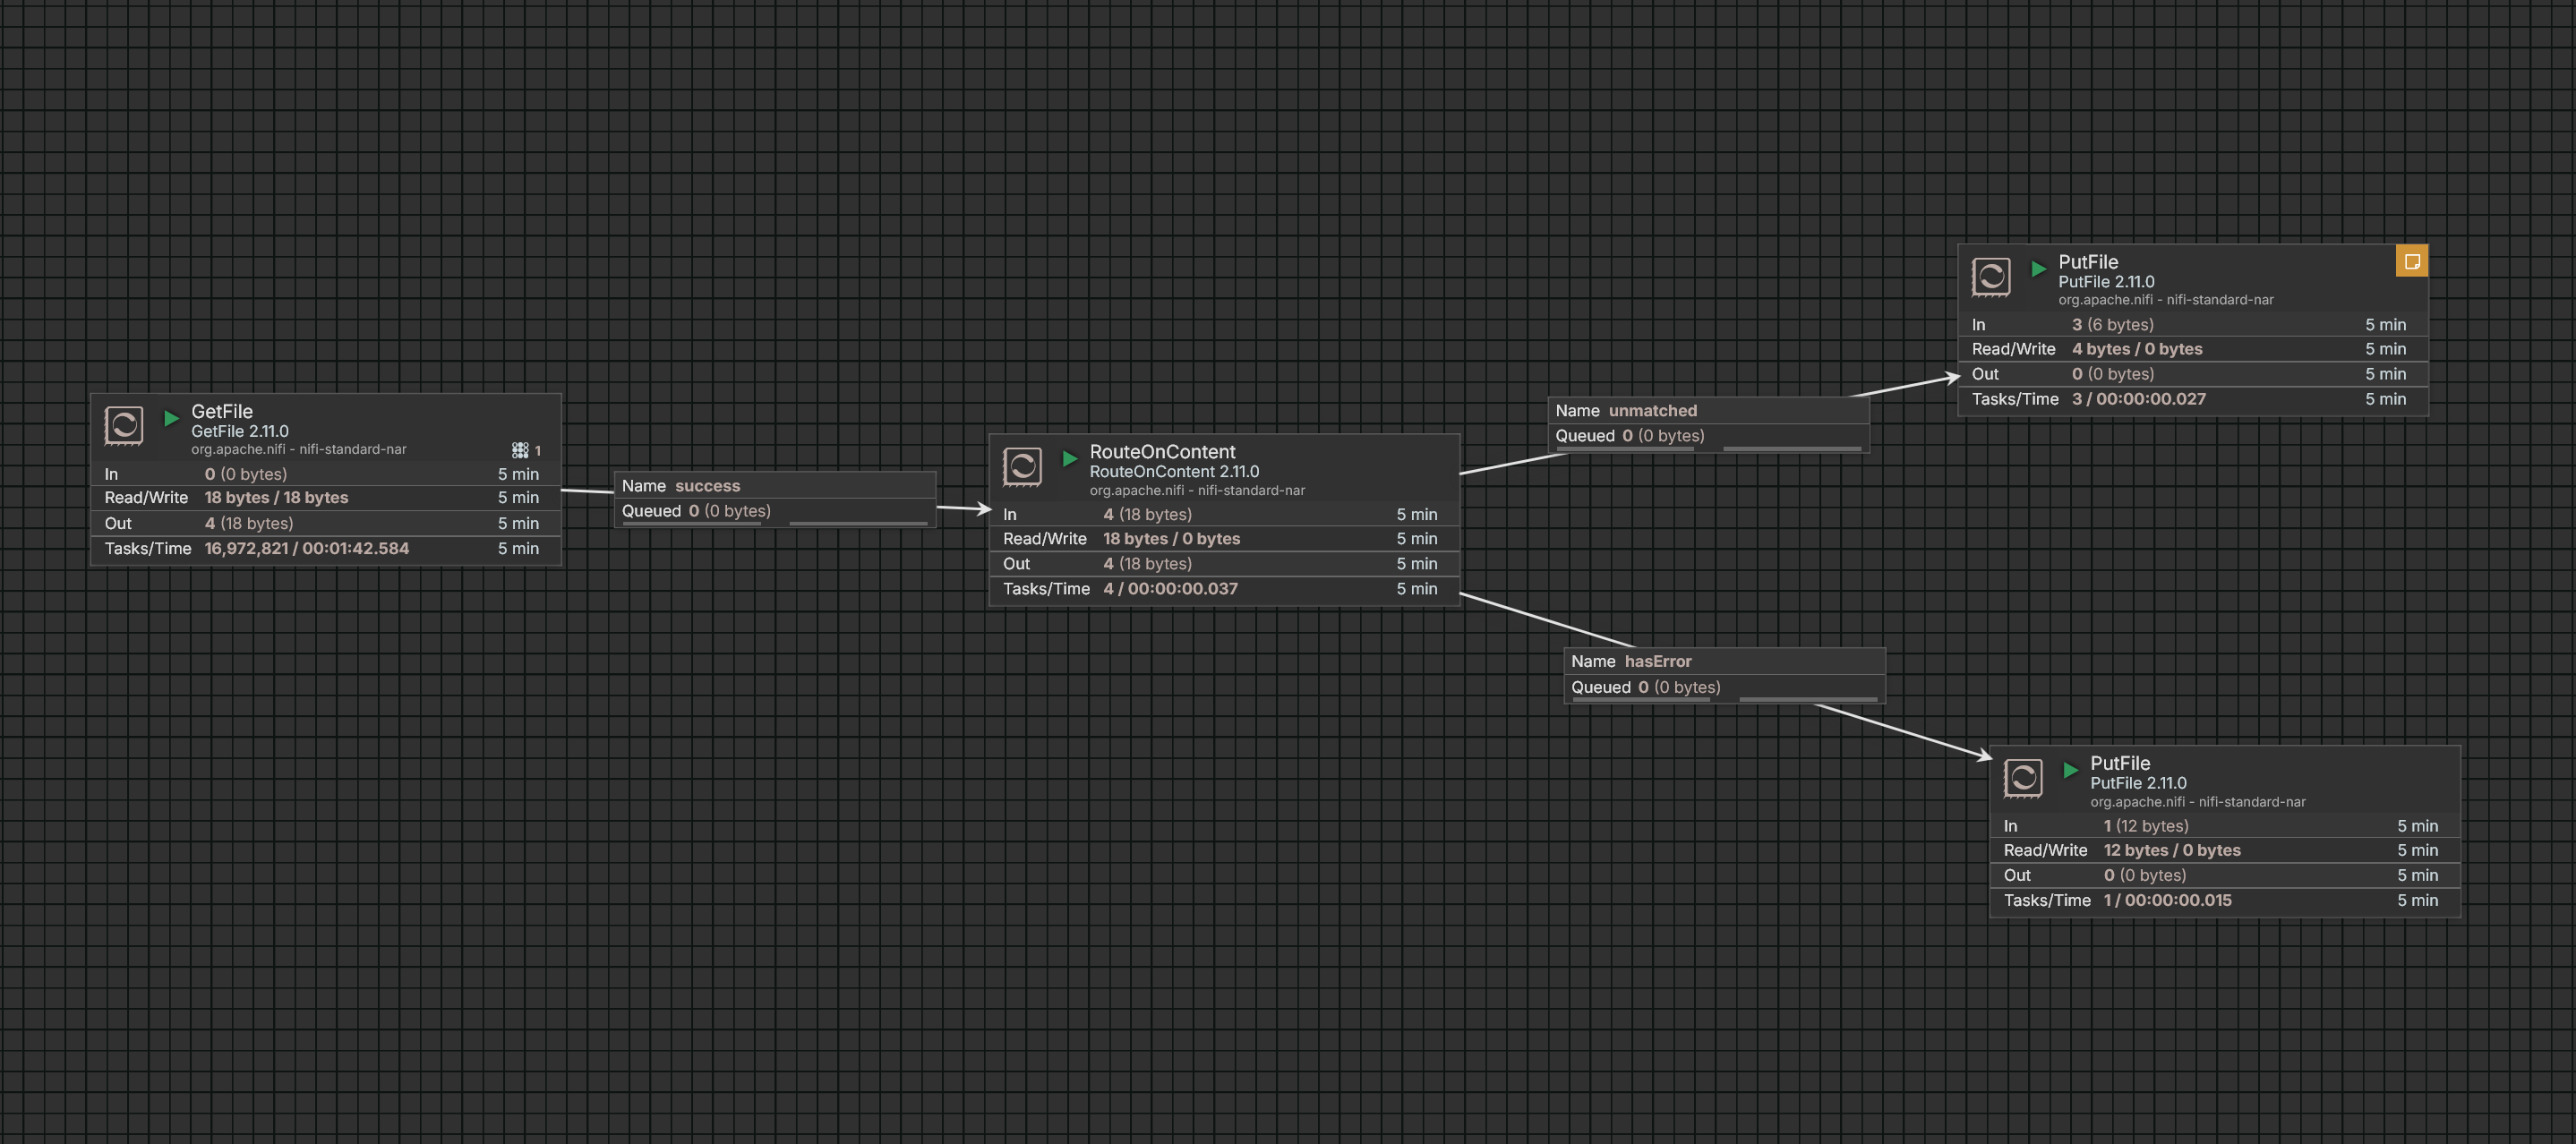 GetFile
GetFile 2.11.0
org.apache.nifi - nifi-standard-nar
1
In 0 (0 bytes) 5 min
Read/Write 18 bytes / 18 bytes 5 min
Out 4 (18 bytes) 5 min
Tasks/Time 16,972,821 / 00:01:42.584 5 min
Name success
Queued 0 (0 bytes)
RouteOnContent
RouteOnContent 2.11.0
org.apache.nifi - nifi-standard-nar
In 4 (18 bytes) 5 min
Read/Write 18 bytes / 0 bytes 5 min
Out 4 (18 bytes) 5 min
Tasks/Time 4 / 00:00:00.037 5 min
Name unmatched
Queued 0 (0 bytes)
PutFile
PutFile 2.11.0
org.apache.nifi - nifi-standard-nar
In 3 (6 bytes) 5 min
Read/Write 4 bytes / 0 bytes 5 min
Out 0 (0 bytes) 5 min
Tasks/Time 3 / 00:00:00.027 5 min
Name hasError
Queued 0 (0 bytes)
PutFile
PutFile 2.11.0
org.apache.nifi - nifi-standard-nar
In 1 (12 bytes) 5 min
Read/Write 12 bytes / 0 bytes 5 min
Out 0 (0 bytes) 5 min
Tasks/Time 1 / 00:00:00.015 5 min